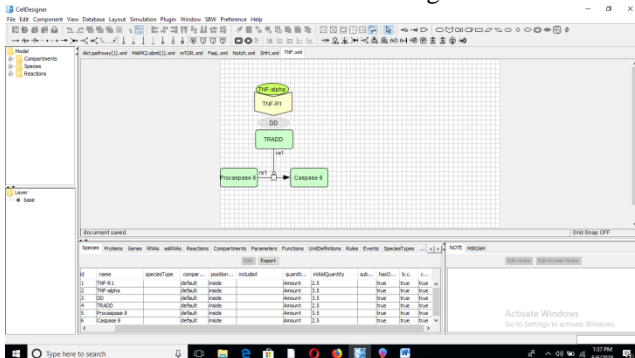 CellDesigner
File Edit Component View Database Layout Simulation Plugin Window SBW Preference Help
Model
Compartments
Species
Reactions
Akt pathway(1).xml MAPK1.sbml(1).xml mTOR.xml FasL.xml Notch.xml SHH.xml TNF.xml
TNF-alpha
TNF-R1
DD
TRADD
re1
Procaspase 8
re1
Caspase 8
Layer
base
document saved.
Grid Snap OFF
Species Proteins Genes RNAs asRNAs Reactions Compartments Parameters Functions UnitDefinitions Rules Events SpeciesTypes ...
NOTE MIRIAM
Edit Export
Edit Notes Edit Protein Notes
id name speciesType compar... position... included quantit... initialQuantity sub... hasO... b.c. c...
1 TNF-R1 default inside Amount 2.5 true true true
2 TNF-alpha default inside Amount 3.5 true true true
3 DD default inside Amount 2.5 true true true
4 TRADD default inside Amount 2.5 true true true
5 Procaspase 8 default inside Amount 2.5 true true true
6 Caspase 8 default inside Amount 2.5 true true true
Activate Windows
Go to Settings to activate Windows.
Type here to search
1:37 PM